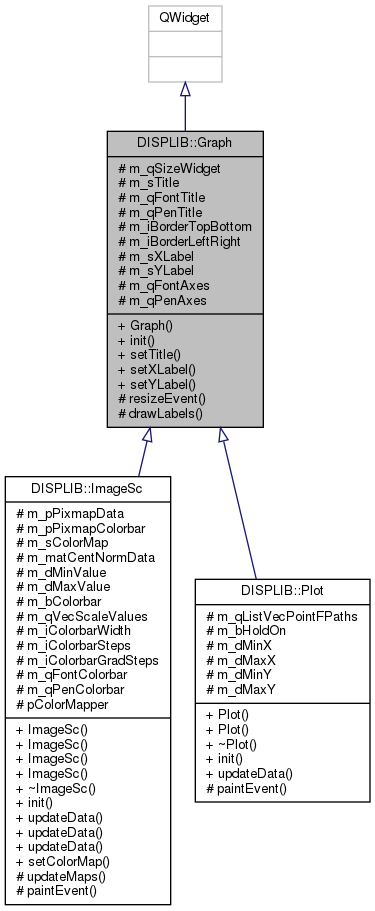 QWidget
DISPLIB::Graph
# m_qSizeWidget
# m_sTitle
# m_qFontTitle
# m_qPenTitle
# m_iBorderTopBottom
# m_iBorderLeftRight
# m_sXLabel
# m_sYLabel
# m_qFontAxes
# m_qPenAxes
+ Graph()
+ init()
+ setTitle()
+ setXLabel()
+ setYLabel()
# resizeEvent()
# drawLabels()
DISPLIB::ImageSc
# m_pPixmapData
# m_pPixmapColorbar
# m_sColorMap
# m_matCentNormData
# m_dMinValue
# m_dMaxValue
# m_bColorbar
# m_qVecScaleValues
# m_iColorbarWidth
# m_iColorbarSteps
# m_iColorbarGradSteps
# m_qFontColorbar
# m_qPenColorbar
# pColorMapper
+ ImageSc()
+ ImageSc()
+ ImageSc()
+ ImageSc()
+ ~ImageSc()
+ init()
+ updateData()
+ updateData()
+ updateData()
+ setColorMap()
# updateMaps()
# paintEvent()
DISPLIB::Plot
# m_qListVecPointFPaths
# m_bHoldOn
# m_dMinX
# m_dMaxX
# m_dMinY
# m_dMaxY
+ Plot()
+ Plot()
+ ~Plot()
+ init()
+ updateData()
# paintEvent()